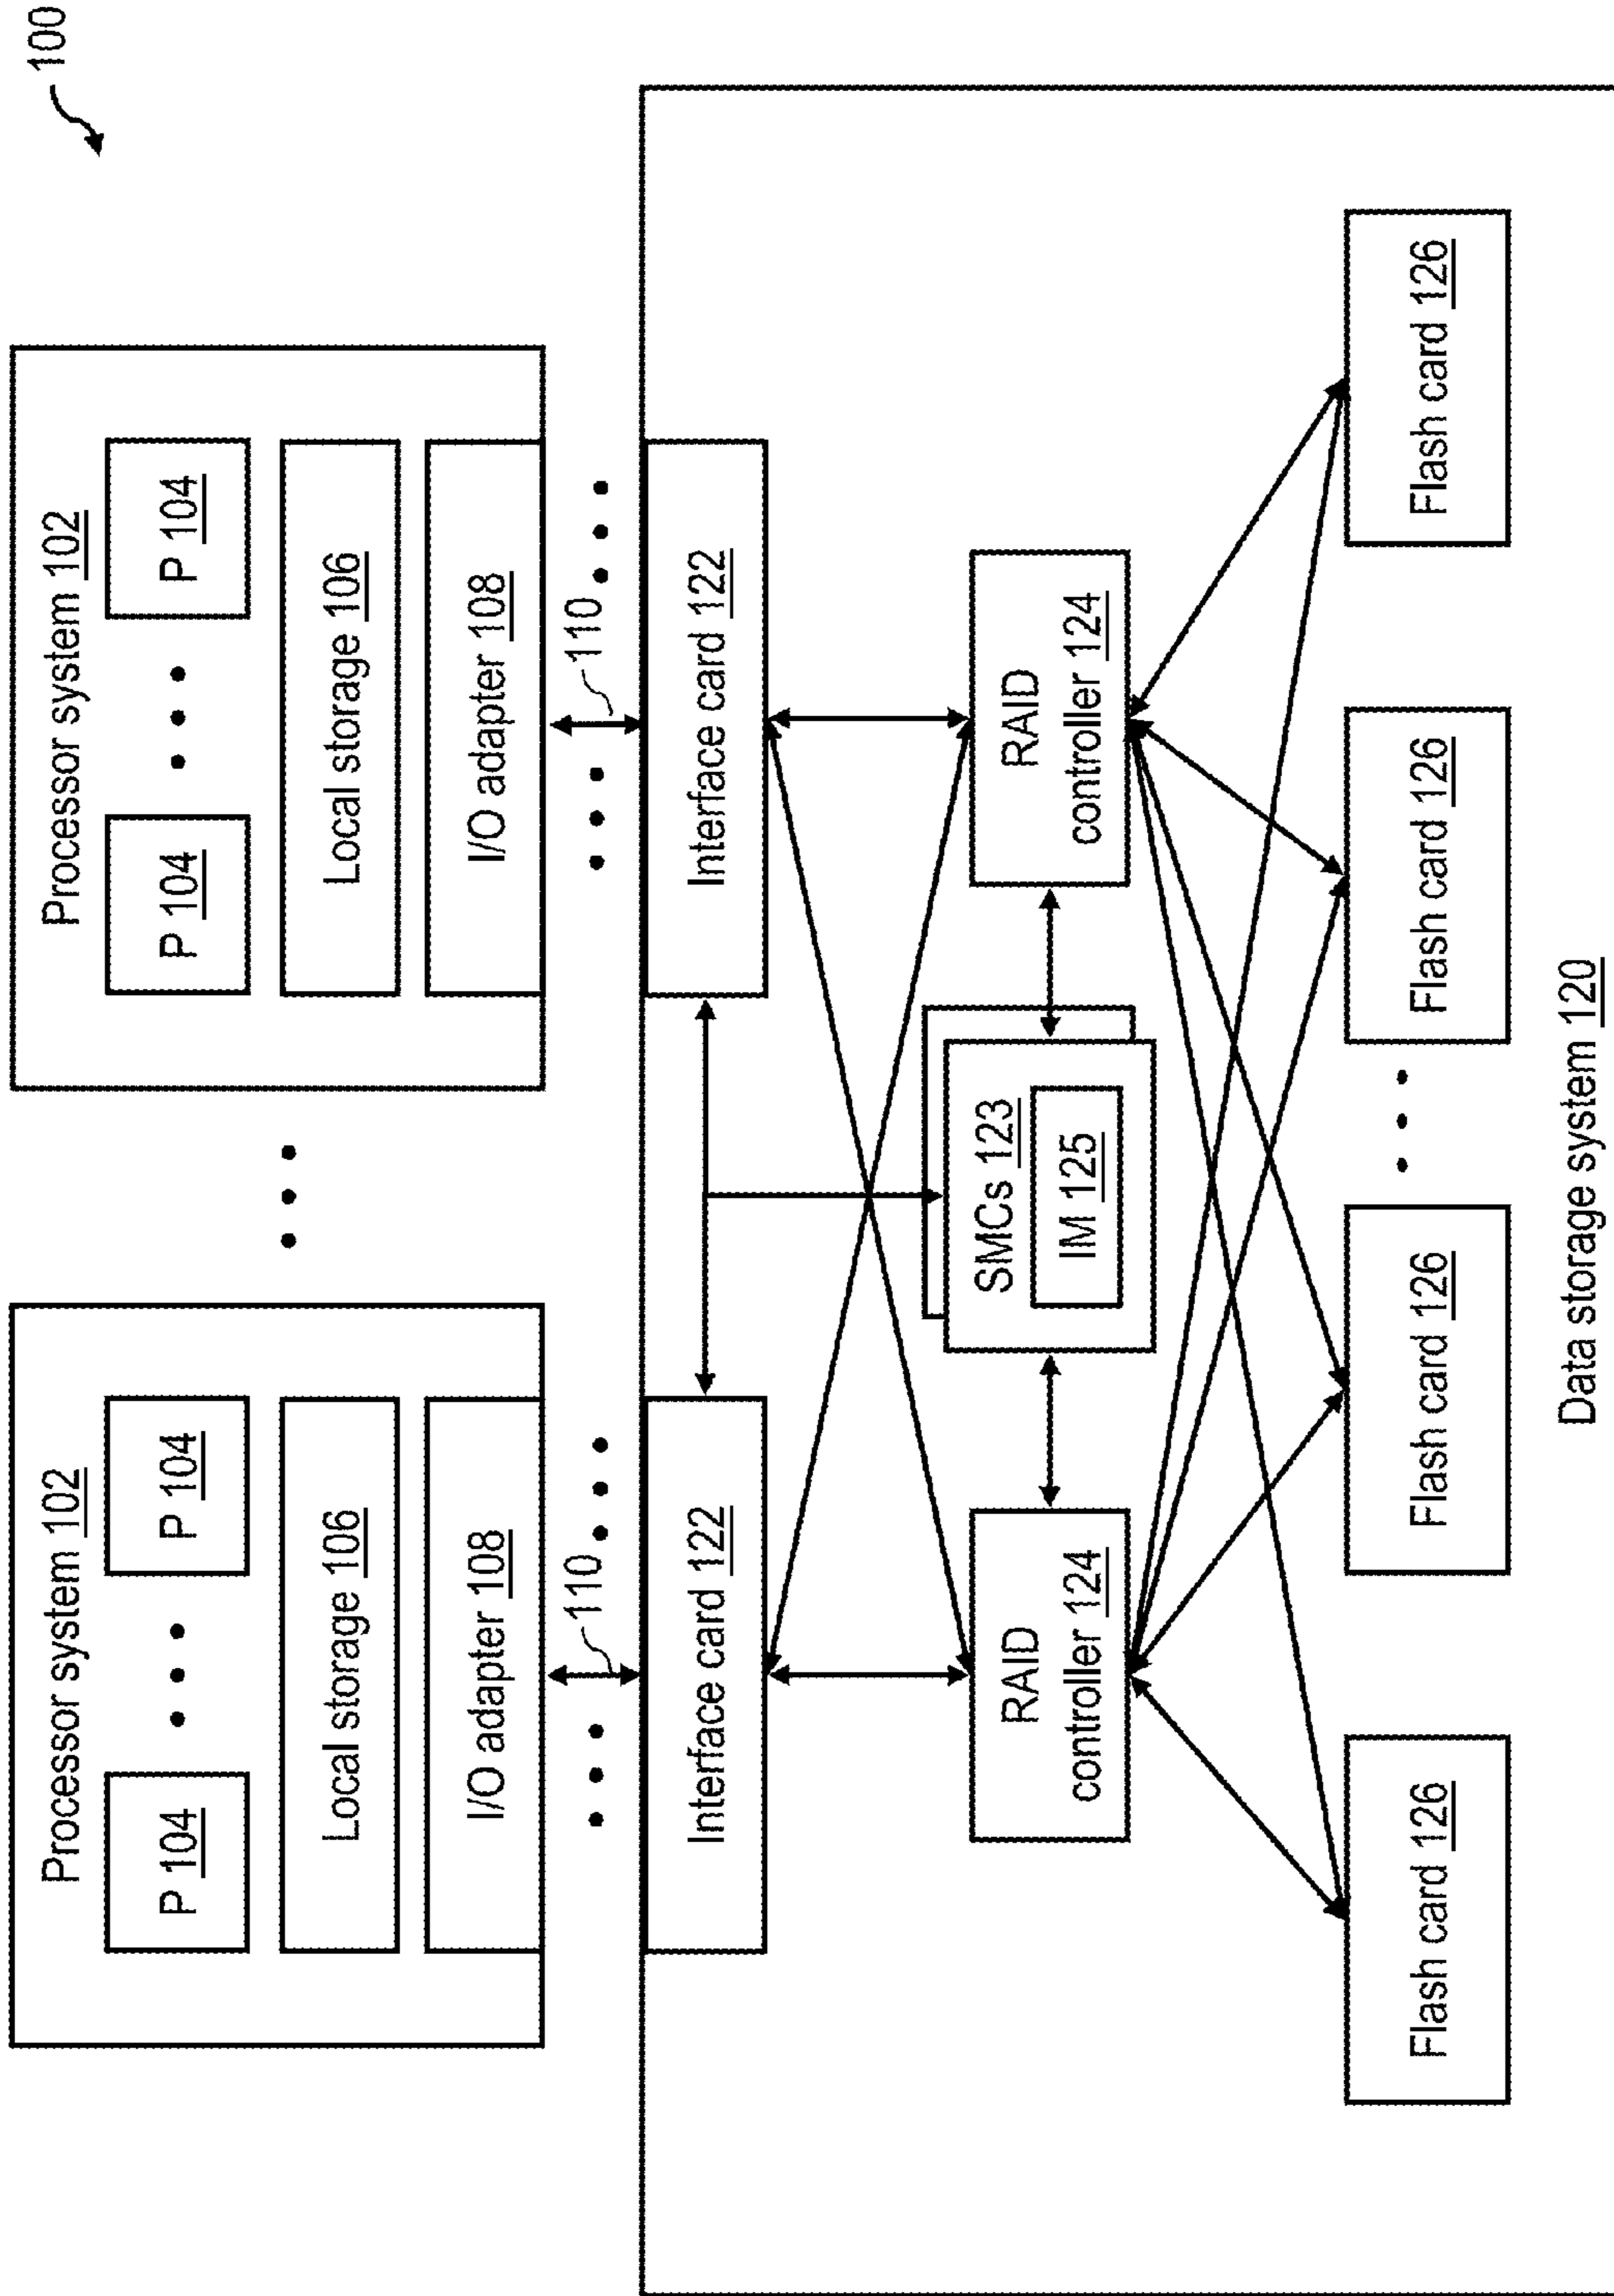 100
Processor system 102
P 104
P 104
Local storage 106
I/O adapter 108
110
Processor system 102
P 104
P 104
Local storage 106
I/O adapter 108
110
Interface card 122
Interface card 122
RAID
controller 124
SMCs 123
IM 125
RAID
controller 124
Flash card 126
Flash card 126
Flash card 126
Flash card 126
Data storage system 120